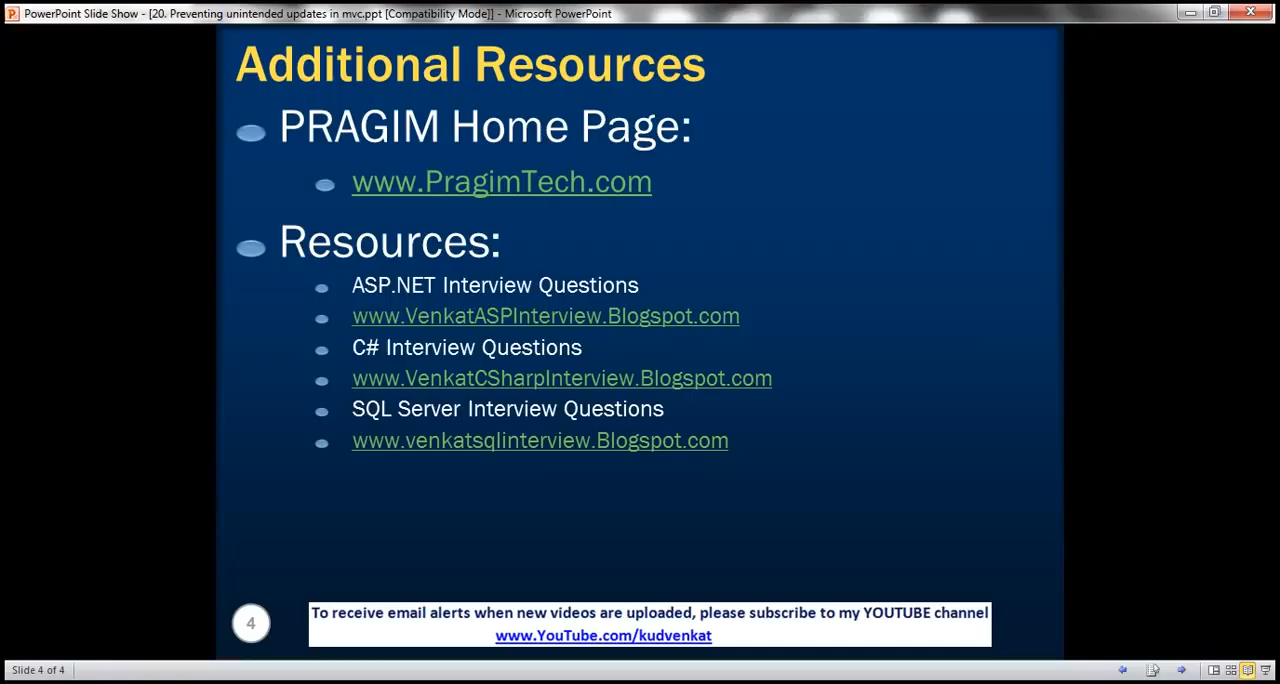 PowerPoint Slide Show - [20. Preventing unintended updates in mvc.ppt [Compatibility Mode]] - Microsoft PowerPoint
Additional Resources
PRAGIM Home Page:
www.PragimTech.com
Resources:
ASP.NET Interview Questions
www.VenkatASPInterview.Blogspot.com
C# Interview Questions
www.VenkatCSharpInterview.Blogspot.com
SQL Server Interview Questions
www.venkatsqlinterview.Blogspot.com
4
To receive email alerts when new videos are uploaded, please subscribe to my YOUTUBE channel
www.YouTube.com/kudvenkat
Slide 4 of 4